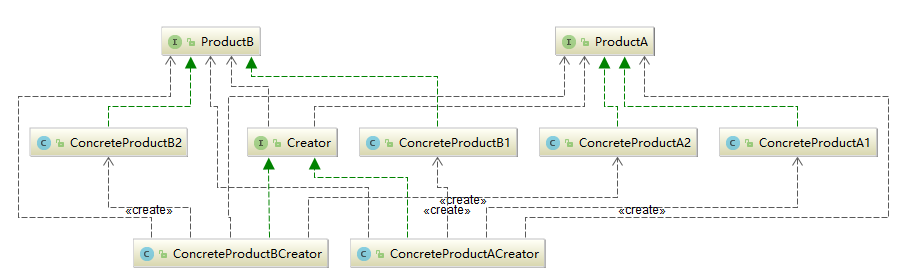 I ProductB
I ProductA
C ConcreteProductB2
I Creator
C ConcreteProductB1
C ConcreteProductA2
C ConcreteProductA1
«create»
«create»
«create»
«create»
C ConcreteProductBCreator
C ConcreteProductACreator